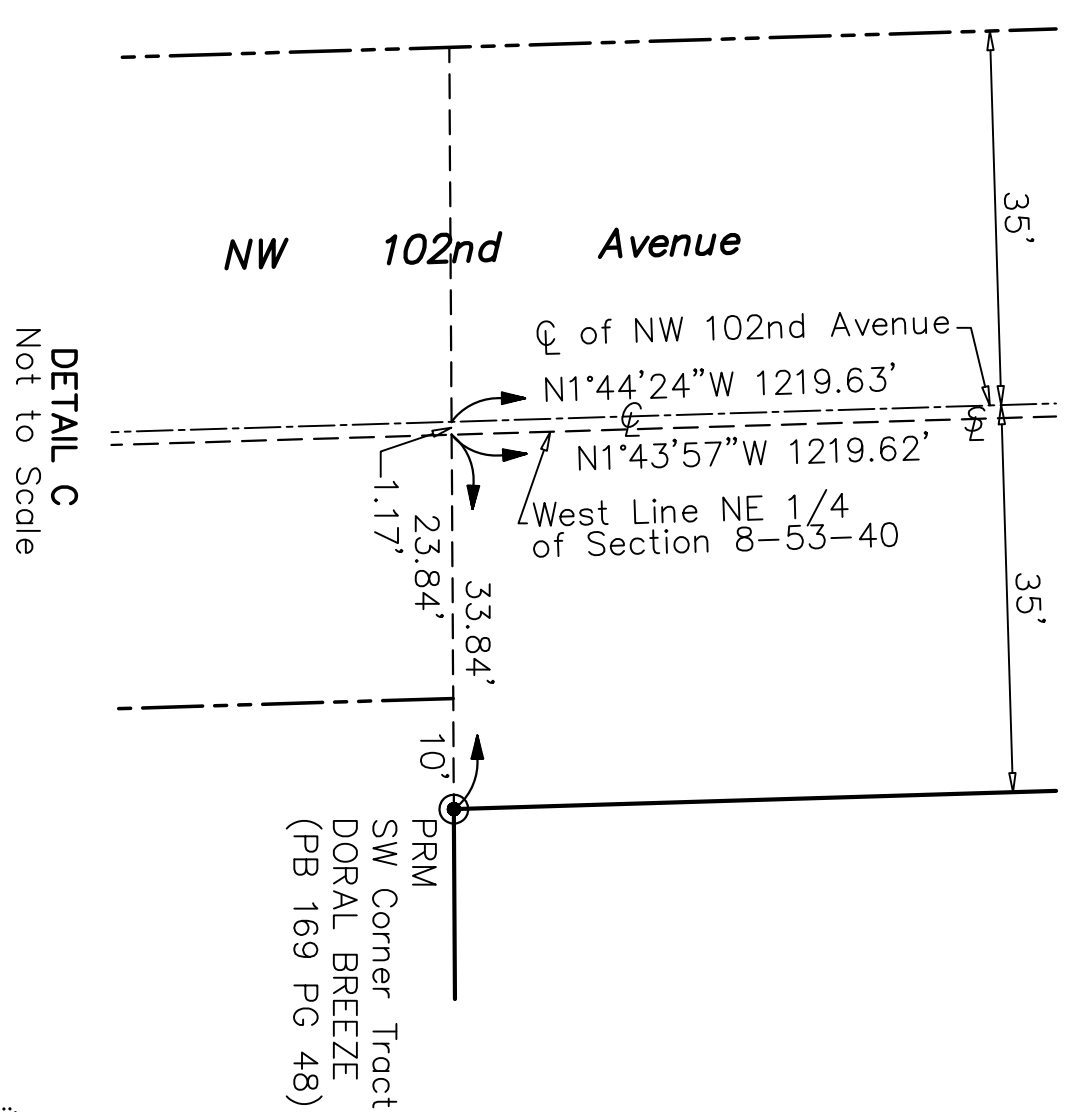 35'
NW 102nd Avenue
℄ of NW 102nd Avenue
N1°44'24"W 1219.63'
℄
℄
N1°43'57"W 1219.62'
West Line NE 1/4
of Section 8–53–40
35'
1.17'
23.84'
33.84'
10'
PRM
SW Corner Tract
DORAL BREEZE
(PB 169 PG 48)
DETAIL C
Not to Scale